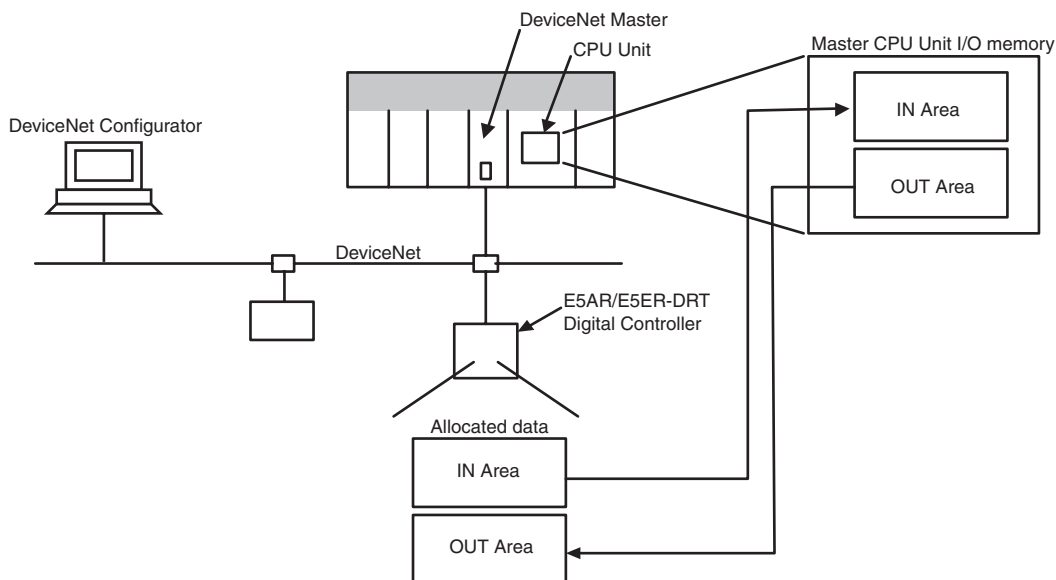 DeviceNet Master
CPU Unit
Master CPU Unit I/O memory
IN Area
OUT Area
DeviceNet Configurator
DeviceNet
E5AR/E5ER-DRT
Digital Controller
Allocated data
IN Area
OUT Area